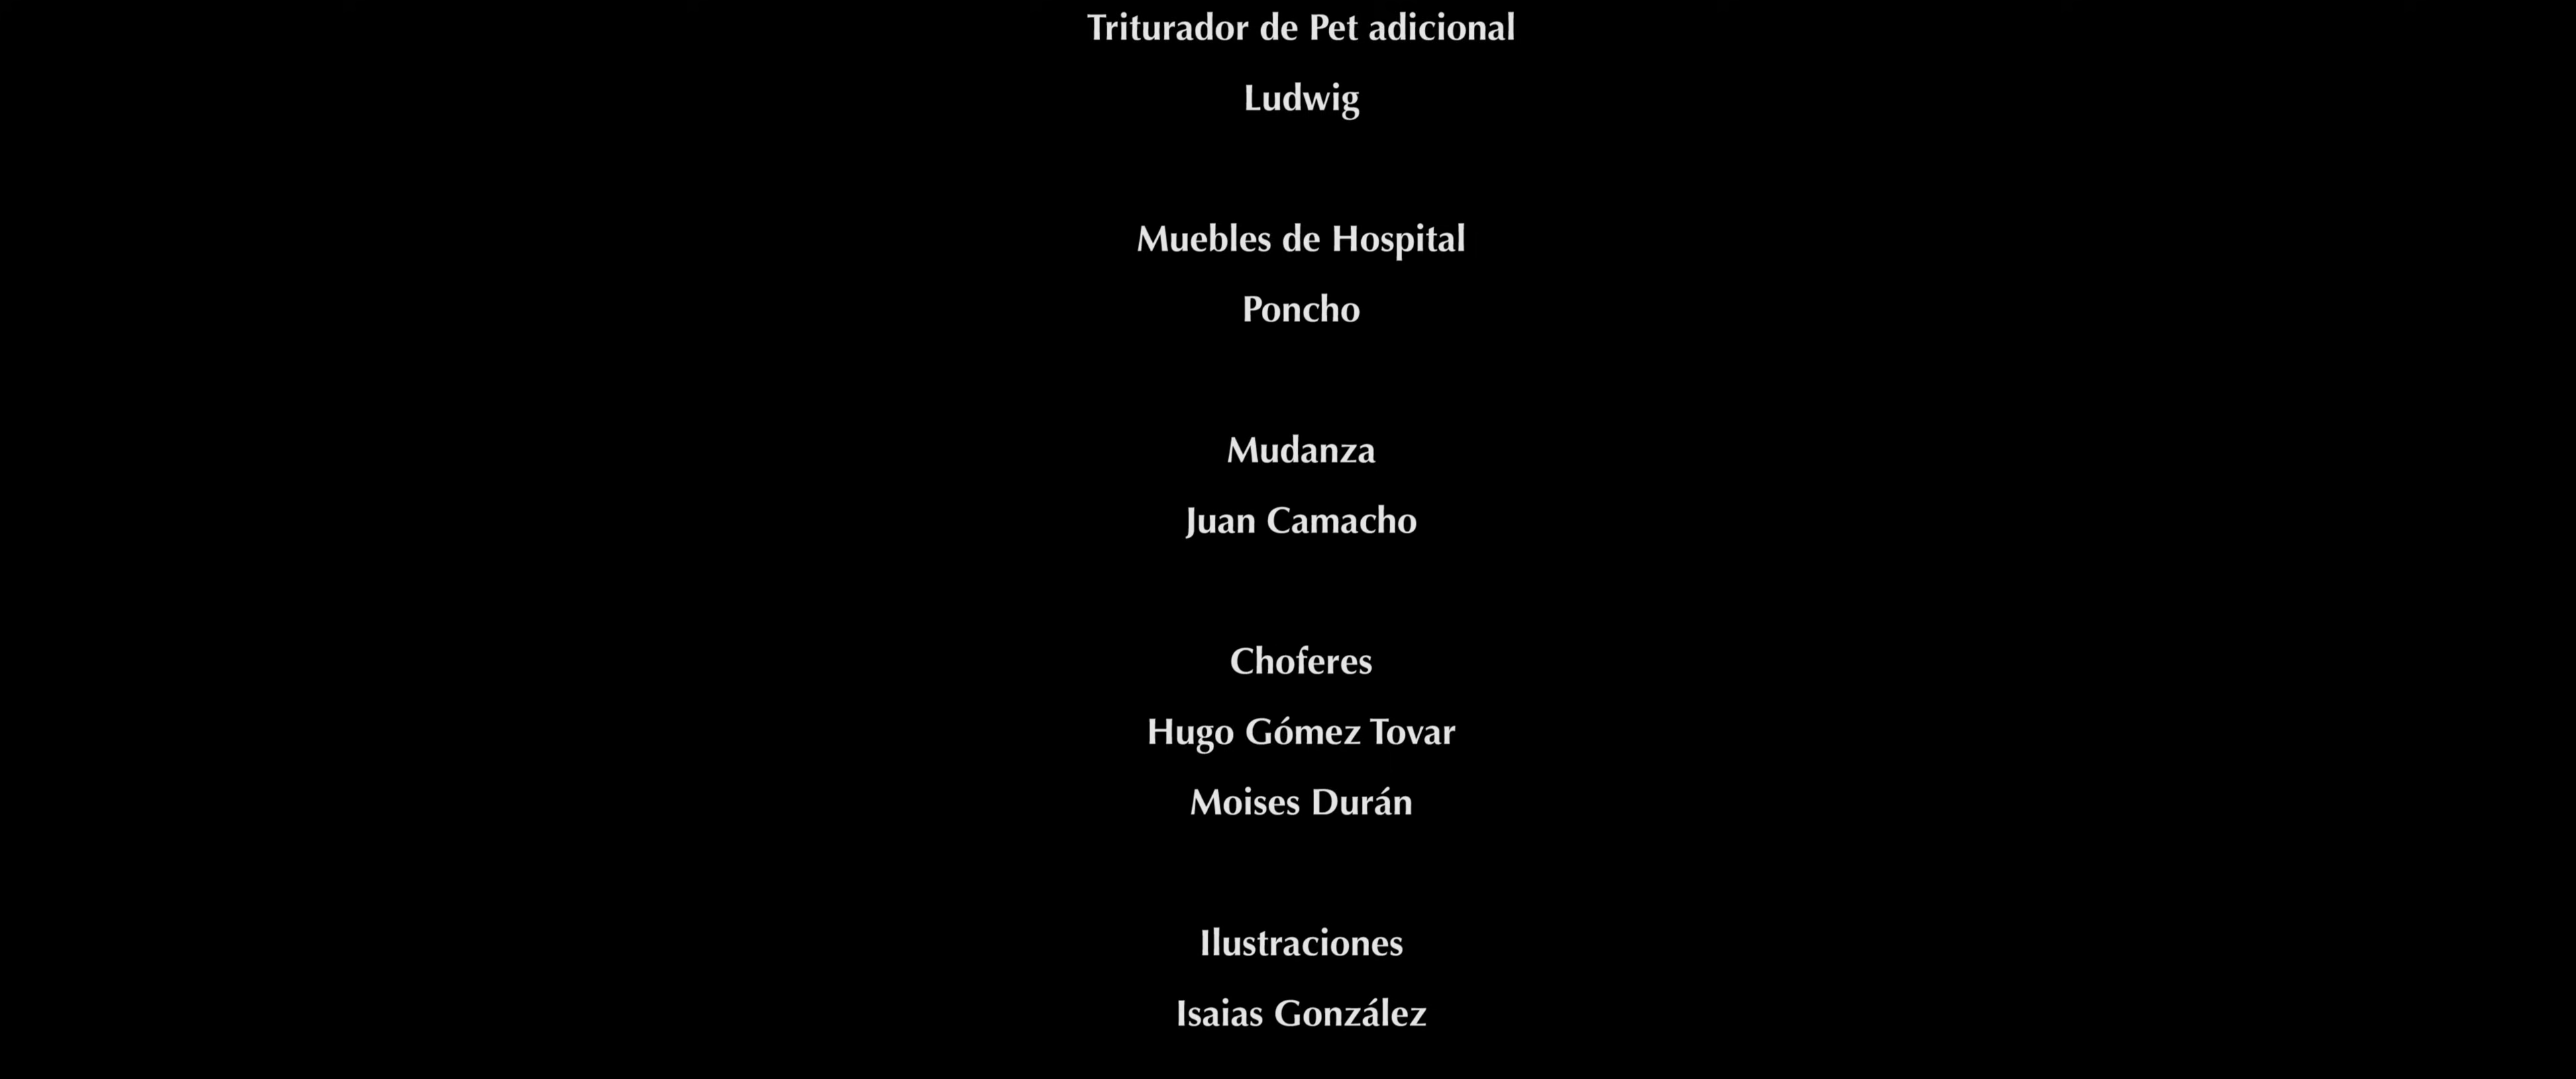 Triturador de Pet adicional
Ludwig
Muebles de Hospital
Poncho
Mudanza
Juan Camacho
Choferes
Hugo Gómez Tovar
Moises Durán
Ilustraciones
Isaias González